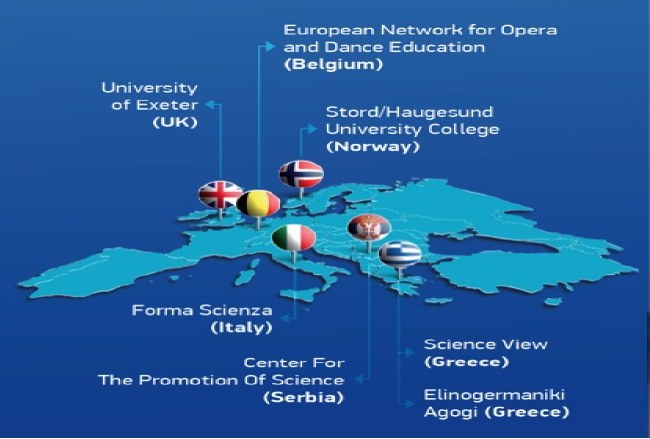 European Network for Opera
and Dance Education
(Belgium)
University
of Exeter
(UK)
Stord/Haugesund
University College
(Norway)
Forma Scienza
(Italy)
Center For
The Promotion Of Science
(Serbia)
Science View
(Greece)
Elinogermaniki
Agogi (Greece)